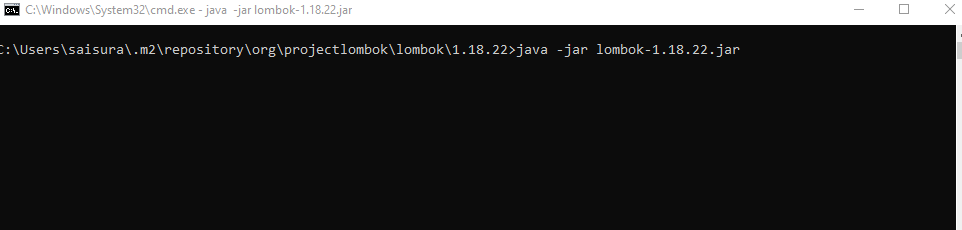 C:\Windows\System32\cmd.exe - java  -jar lombok-1.18.22.jar
C:\Users\saisura\.m2\repository\org\projectlombok\lombok\1.18.22>java -jar lombok-1.18.22.jar